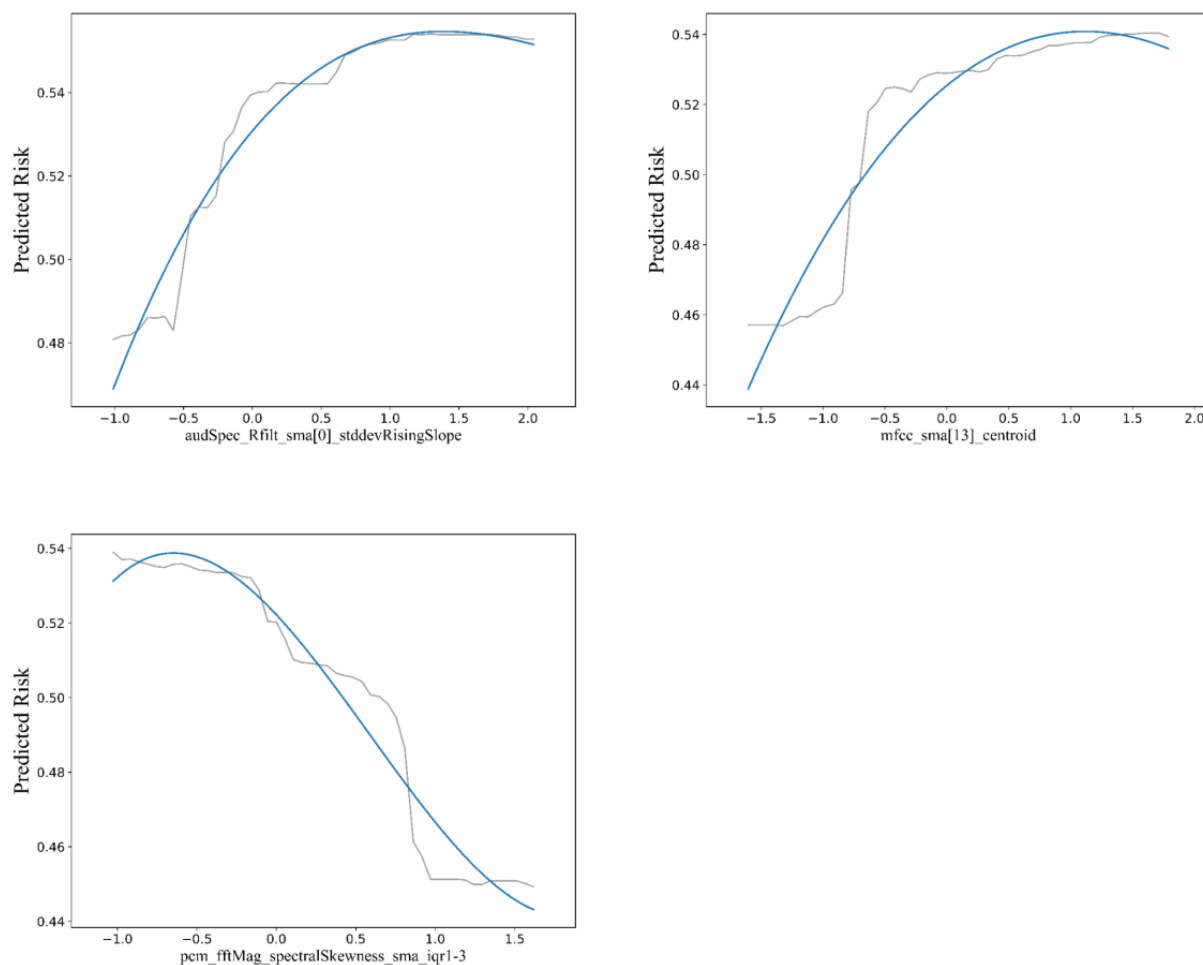 Predicted Risk
0.54
0.52
0.50
0.48
−1.0 −0.5 0.0 0.5 1.0 1.5 2.0
audSpec_Rfilt_sma[0]_stddevRisingSlope
Predicted Risk
0.54
0.52
0.50
0.48
0.46
0.44
−1.5 −1.0 −0.5 0.0 0.5 1.0 1.5 2.0
mfcc_sma[13]_centroid
Predicted Risk
0.54
0.52
0.50
0.48
0.46
0.44
−1.0 −0.5 0.0 0.5 1.0 1.5
pcm_fftMag_spectralSkewness_sma_iqr1-3